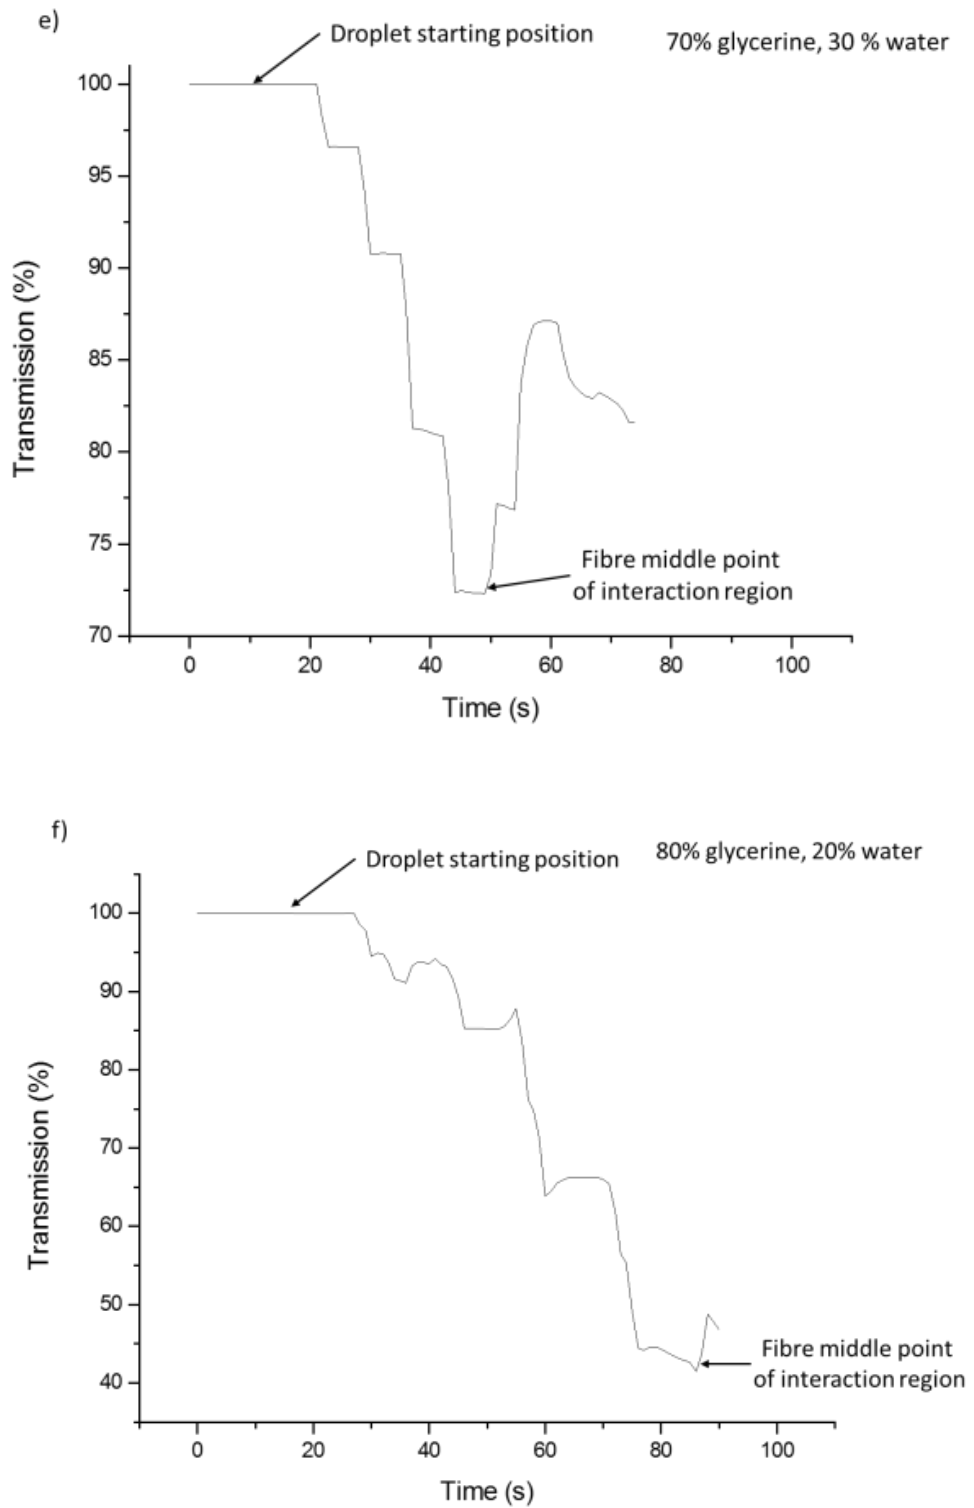 e)
Droplet starting position
70% glycerine, 30 % water
100
95
90
85
80
75
70
Transmission (%)
Fibre middle point
of interaction region
0
20
40
60
80
100
Time (s)
f)
Droplet starting position
80% glycerine, 20% water
100
90
80
70
60
50
40
Transmission (%)
Fibre middle point
of interaction region
0
20
40
60
80
100
Time (s)